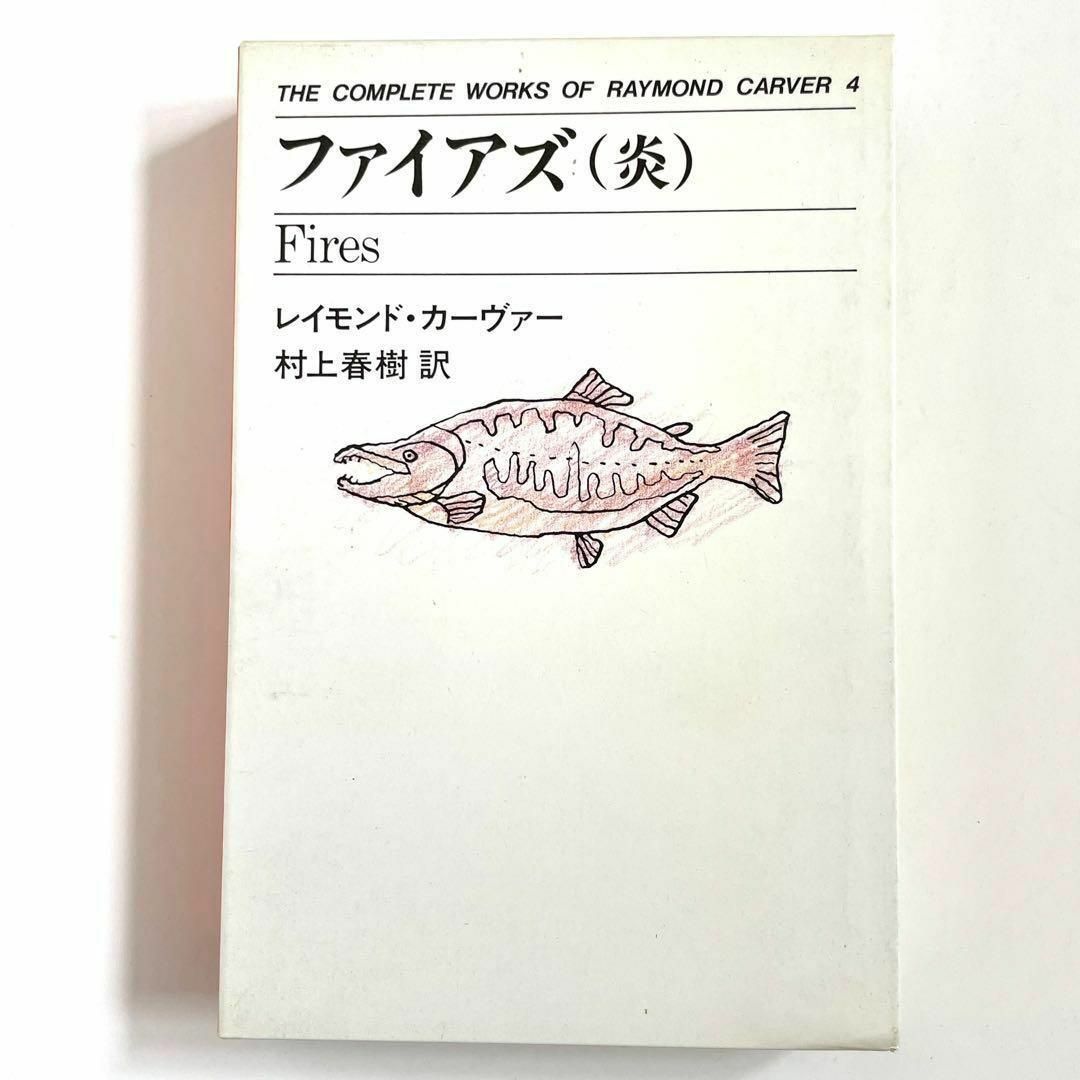 THE COMPLETE WORKS OF RAYMOND CARVER 4
ファイアズ(炎)
Fires
レイモンド・カーヴァー
村上春樹 訳